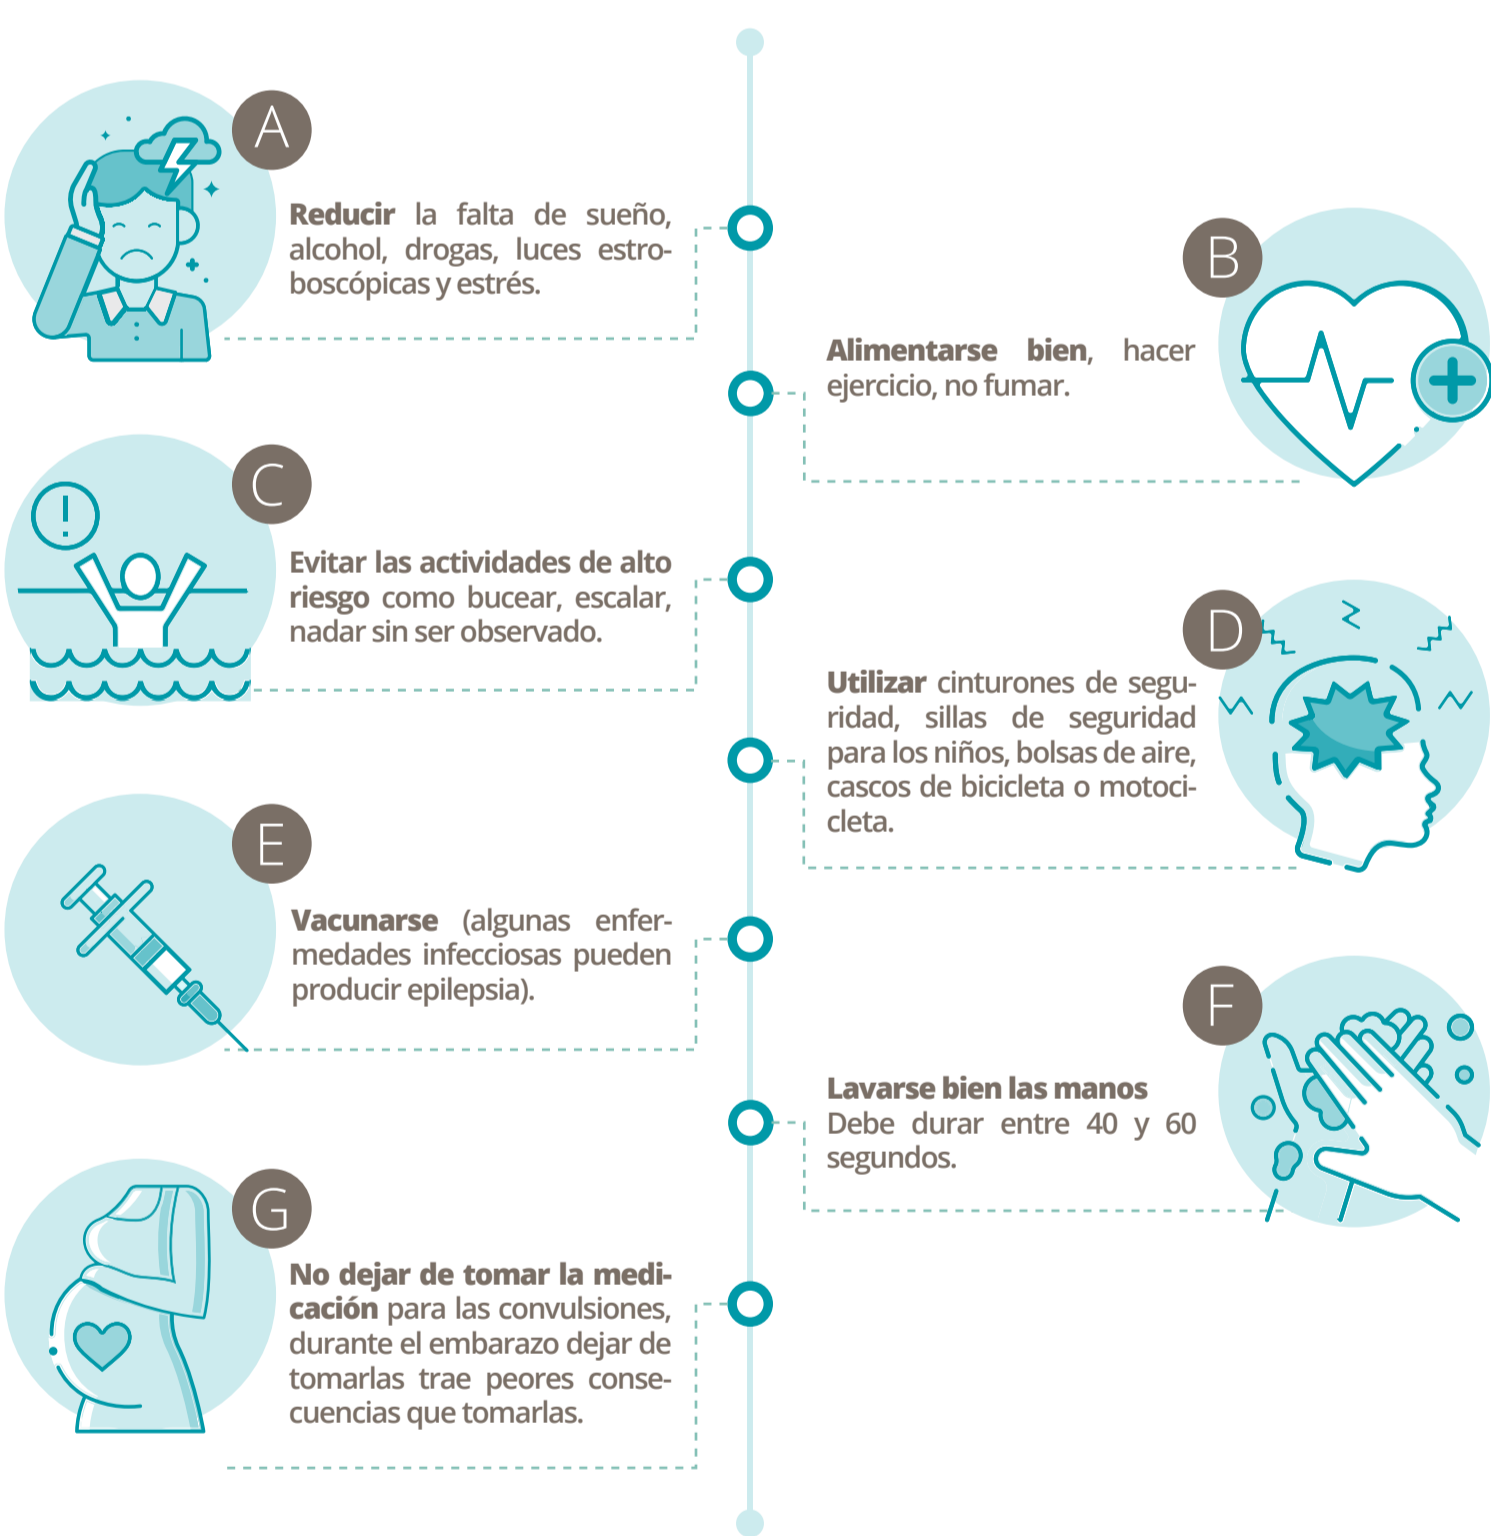 A
Reducir la falta de sueño,
alcohol, drogas, luces estro-
boscópicas y estrés.
B
Alimentarse bien, hacer
ejercicio, no fumar.
C
Evitar las actividades de alto
riesgo como bucear, escalar,
nadar sin ser observado.
D
Utilizar cinturones de segu-
ridad, sillas de seguridad
para los niños, bolsas de aire,
cascos de bicicleta o motoci-
cleta.
E
Vacunarse (algunas enfer-
medades infecciosas pueden
producir epilepsia).
F
Lavarse bien las manos
Debe durar entre 40 y 60
segundos.
G
No dejar de tomar la medi-
cación para las convulsiones,
durante el embarazo dejar de
tomarlas trae peores conse-
cuencias que tomarlas.